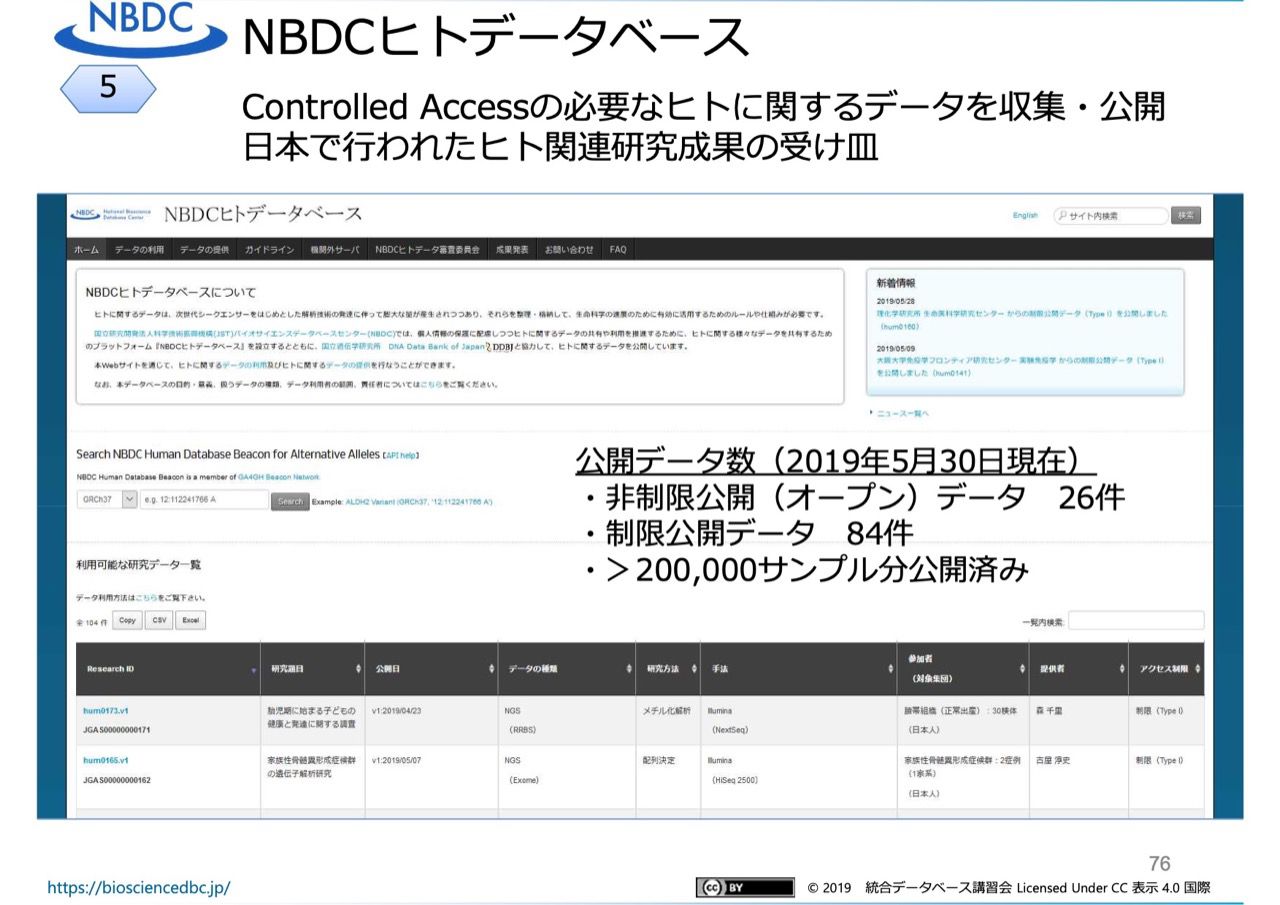 NBDC
NBDCヒトデータベース
5
Controlled Accessの必要なヒトに関するデータを収集・公開
日本で行われたヒト関連研究成果の受け皿
NBDC National Bioscience Database Center NBDCヒトデータベース
English サイト内検索 検索
ホーム データの利用 データの提供 ガイドライン 機関外サーバ NBDCヒトデータ審査委員会 成果発表 お問い合わせ FAQ
NBDCヒトデータベースについて
ヒトに関するデータは、次世代シークエンサーをはじめとした解析技術の発達に伴って膨大な量が産生されつつあり、それらを整理・格納して、生命科学の進展のために有効に活用するためのルールや仕組みが必要です。
国立研究開発法人科学技術振興機構(JST)バイオサイエンスデータベースセンター(NBDC)では、個人情報の保護に配慮しつつヒトに関するデータの共有や利用を推進するために、ヒトに関する様々なデータを共有するため
のプラットフォーム『NBDCヒトデータベース』を設立するとともに、国立遺伝学研究所 DNA Data Bank of Japan DDBJと協力して、ヒトに関するデータを公開しています。
本Webサイトを通じて、ヒトに関するデータの利用及びヒトに関するデータの提供を行なうことができます。
なお、本データベースの目的・意義、扱うデータの種類、データ利用者の範囲、責任者についてはこちらをご覧ください。
新着情報
2019/05/28
理化学研究所 生命医科学研究センター からの制限公開データ（Type I）を公開しました
（hum0160）
2019/05/09
大阪大学免疫学フロンティア研究センター 実験免疫学 からの制限公開データ（Type I）
を公開しました（hum0141）
ニュース一覧へ
Search NBDC Human Database Beacon for Alternative Alleles [API help]
NBDC Human Database Beacon is a member of GA4GH Beacon Network
GRCh37 e.g. 12:112241766 A Search Example: ALDH2 Variant (GRCh37, '12:112241766 A')
公開データ数（2019年5月30日現在）
・非制限公開（オープン）データ 26件
・制限公開データ 84件
・＞200,000サンプル分公開済み
利用可能な研究データ一覧
データ利用方法はこちらをご覧下さい。
全 104 件 Copy CSV Excel 一覧内検索:
Research ID 研究題目 公開日 データの種類 研究方法 手法 参加者（対象集団） 提供者 アクセス制限
hum0173.v1 胎児期に始まる子どもの v1:2019/04/23 NGS メチル化解析 Illumina 臍帯組織（正常出産）：30検体 森 千里 制限（Type I）
JGAS00000000171 健康と発達に関する調査 （RRBS） （NextSeq） （日本人）
hum0165.v1 家族性骨髄異形成症候群 v1:2019/05/07 NGS 配列決定 Illumina 家族性骨髄異形成症候群：2症例 古屋 淳史 制限（Type I）
JGAS00000000162 の遺伝子解析研究 （Exome） （HiSeq 2500） （1家系）
（日本人）
76
https://biosciencedbc.jp/
cc BY © 2019 統合データベース講習会 Licensed Under CC 表示 4.0 国際